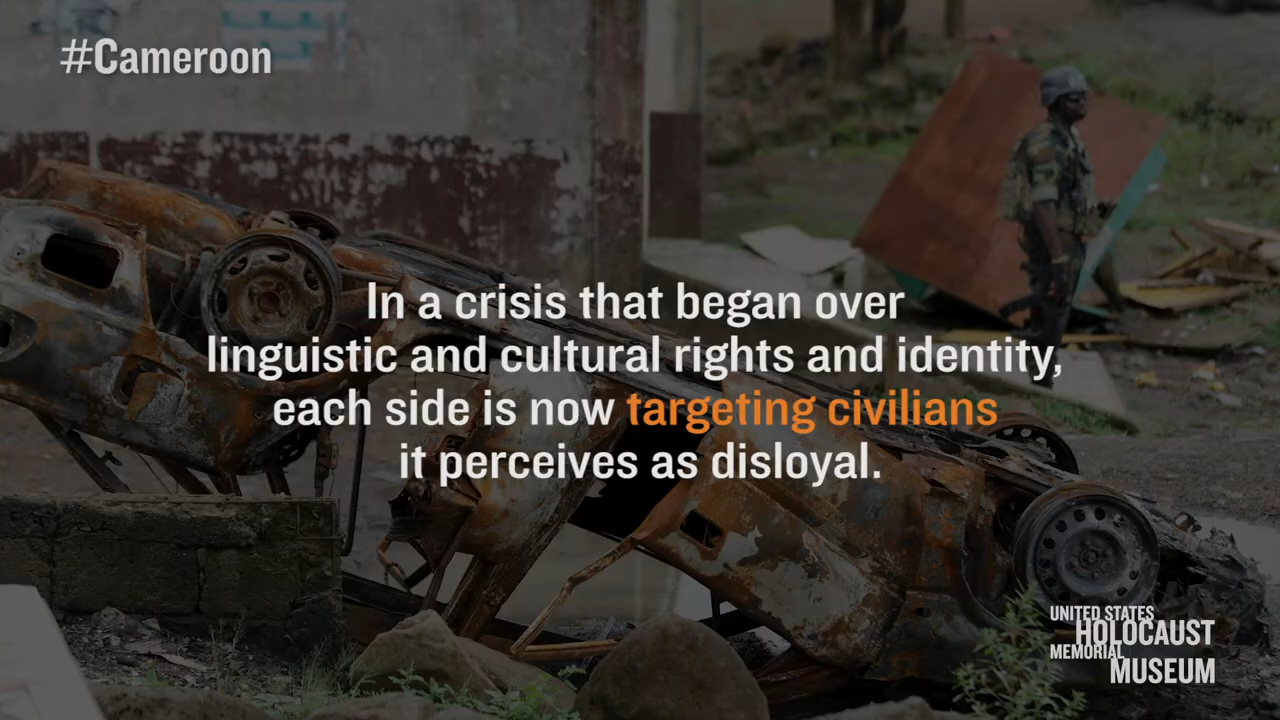 #Cameroon
In a crisis that began over
linguistic and cultural rights and identity,
each side is now targeting civilians
it perceives as disloyal.
UNITED STATES
HOLOCAUST
MEMORIAL
MUSEUM